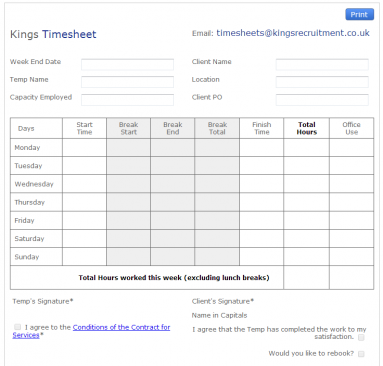 Print
Kings Timesheet
Email: timesheets@kingsrecruitment.co.uk
Week End Date
Client Name
Temp Name
Location
Capacity Employed
Client PO
Days Start Time Break Start Break End Break Total Finish Time Total Hours Office Use
Monday
Tuesday
Wednesday
Thursday
Friday
Saturday
Sunday
Total Hours worked this week (excluding lunch breaks)
Temp's Signature*
Client's Signature*
Name in Capitals
I agree to the Conditions of the Contract for
Services*
I agree that the Temp has completed the work to my
satisfaction.
Would you like to rebook?